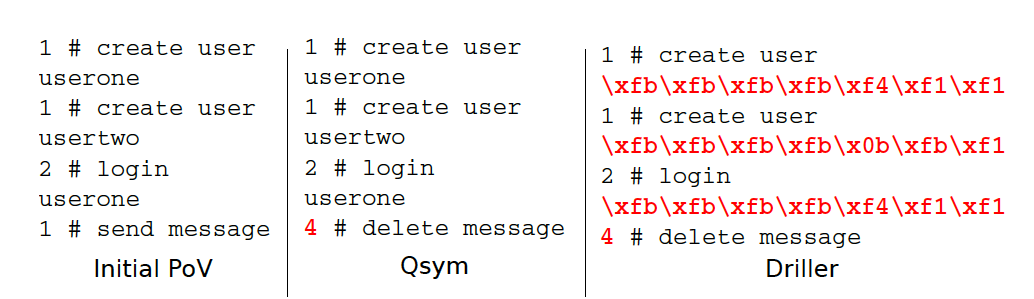 1 # create user
userone
1 # create user
usertwo
2 # login
userone
1 # send message
Initial PoV
1 # create user
userone
1 # create user
usertwo
2 # login
userone
4 # delete message
Qsym
1 # create user
\xfb\xfb\xfb\xfb\xf4\xf1\xf1
1 # create user
\xfb\xfb\xfb\xfb\x0b\xfb\xf1
2 # login
\xfb\xfb\xfb\xfb\xf4\xf1\xf1
4 # delete message
Driller